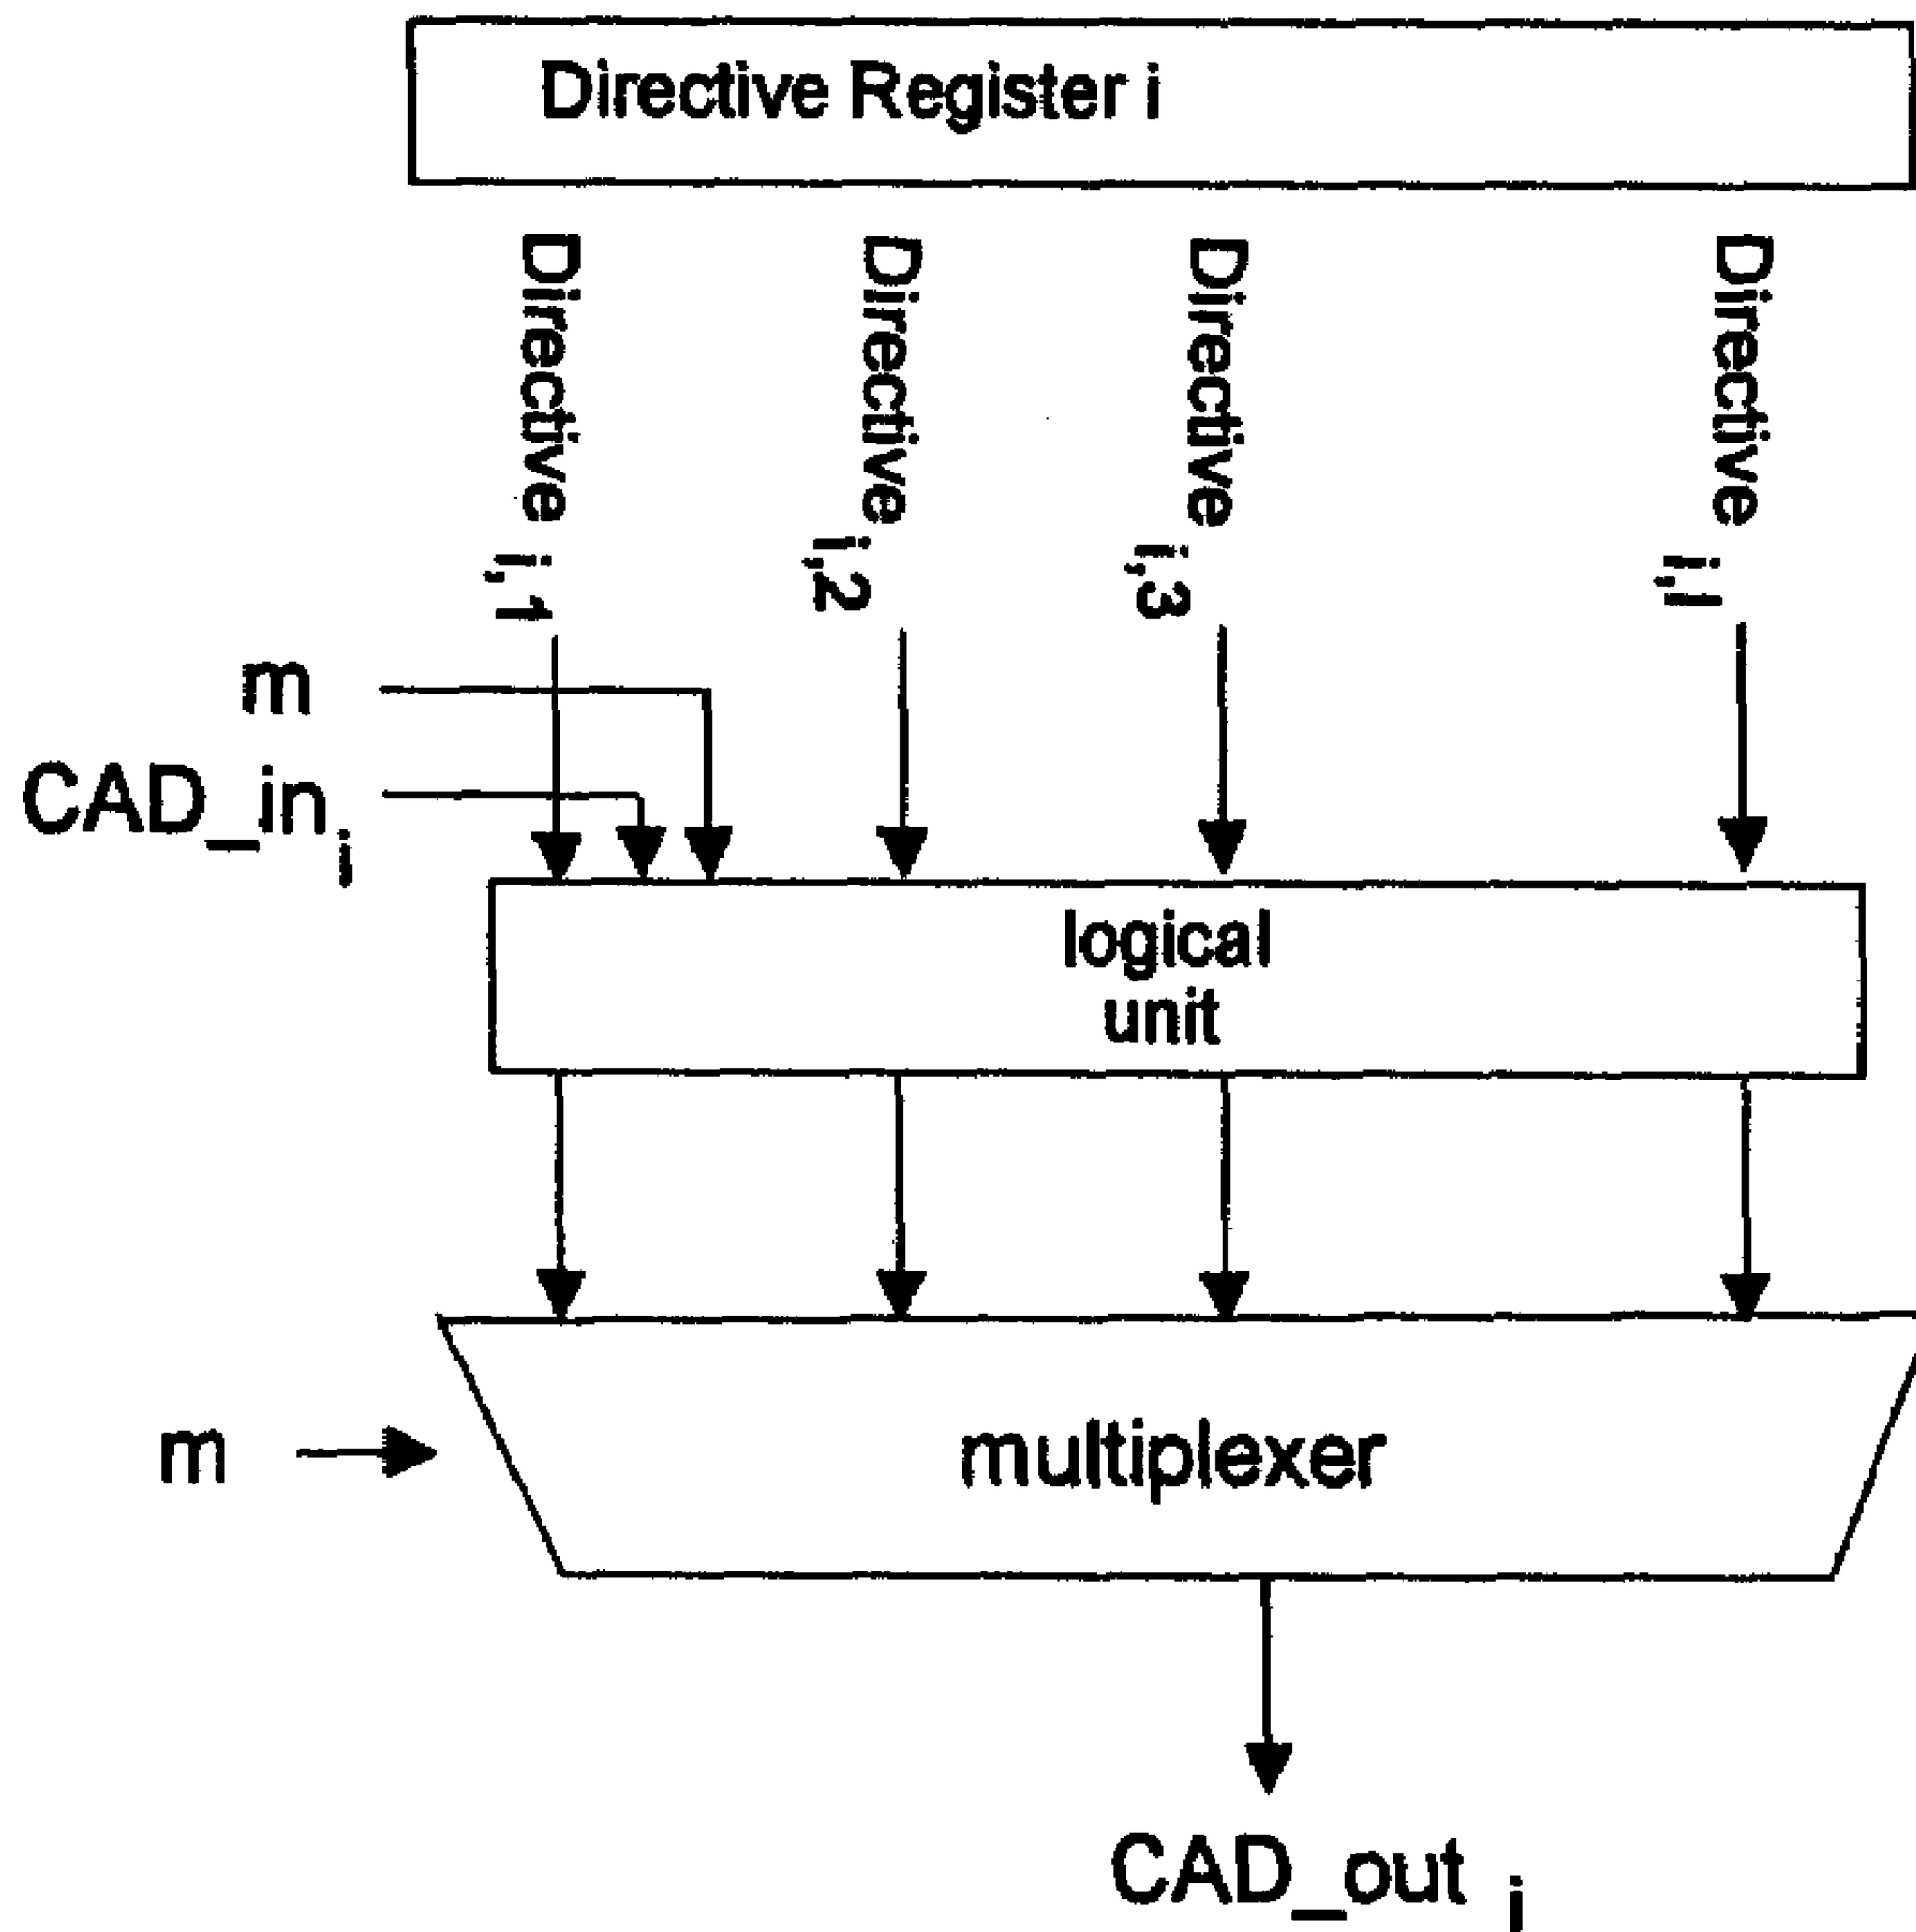 Directive Register i
Directive i,1
Directive i,2
Directive i,3
Directive i,l
m
CAD_in i
logical
unit
m
multiplexer
CAD_out i